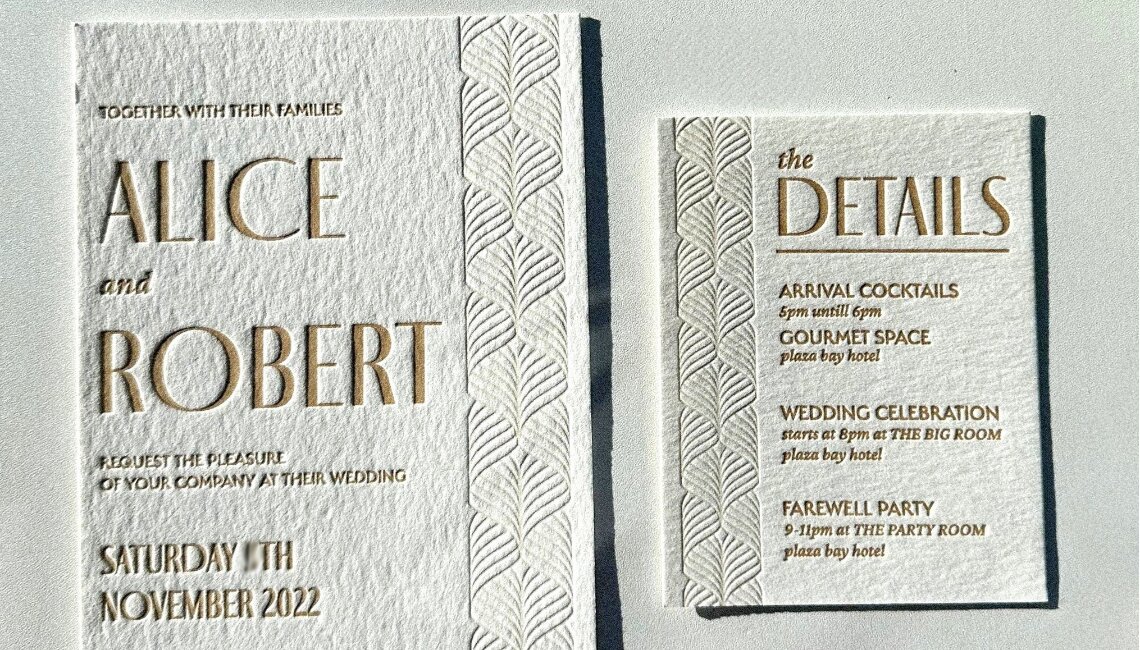 TOGETHER WITH THEIR FAMILIES
ALICE
and
ROBERT
REQUEST THE PLEASURE
OF YOUR COMPANY AT THEIR WEDDING
SATURDAY
NOVEMBER 2022
the
DETAILS
ARRIVAL COCKTAILS
5pm untill 6pm
GOURMET SPACE
plaza bay hotel
WEDDING CELEBRATION
starts at 8pm at THE BIG ROOM
plaza bay hotel
FAREWELL PARTY
9-11pm at THE PARTY ROOM
plaza bay hotel